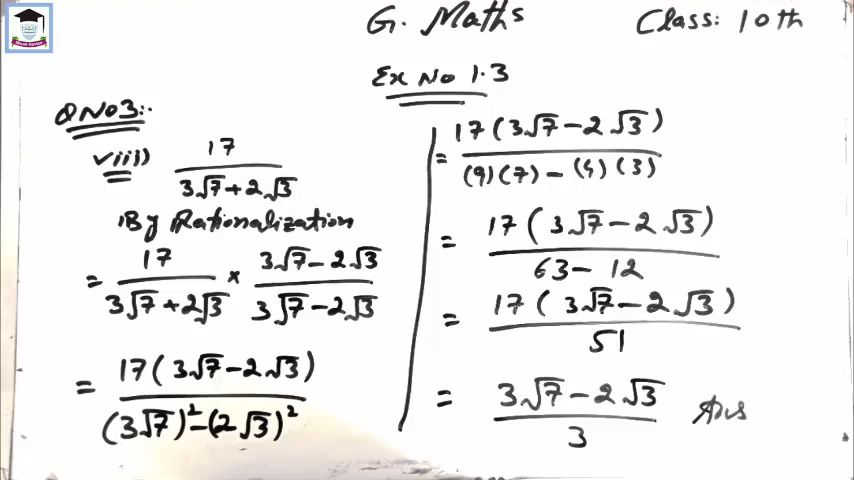 G. Maths
Class: 10th
Ex No 1.3
Q No 3:-
viii) 17 / (3√7+2√3)
By Rationalization
= 17 / (3√7+2√3) × (3√7-2√3) / (3√7-2√3)
= 17(3√7-2√3) / ((3√7)²-(2√3)²)
= 17(3√7-2√3) / ((9)(7)-(4)(3))
= 17(3√7-2√3) / (63-12)
= 17(3√7-2√3) / 51
= (3√7-2√3) / 3 Ans